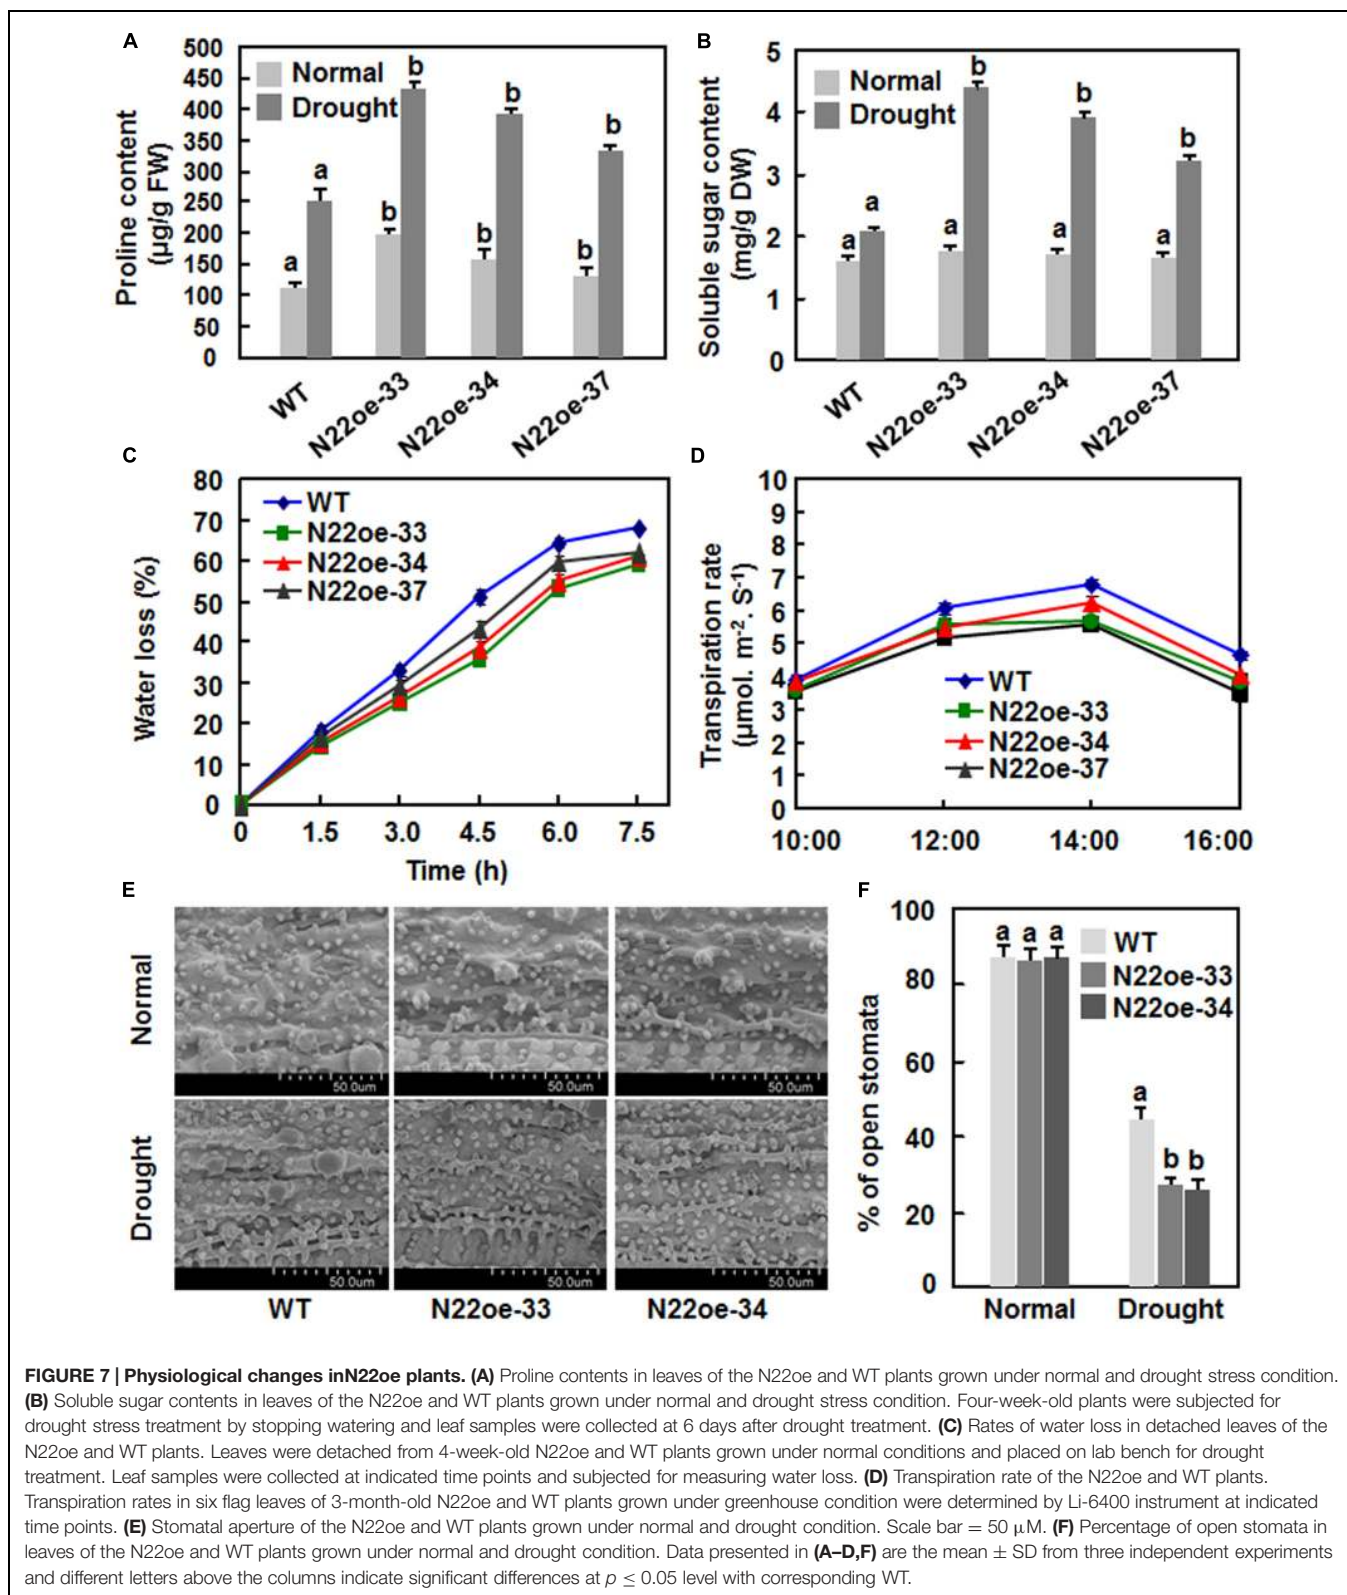 A
500
450
400
350
300
250
200
150
100
50
0
Proline content
(µg/g FW)
Normal
Drought
a
a
b
b
b
b
b
b
WT
N22oe-33
N22oe-34
N22oe-37
B
5
4
3
2
1
0
Soluble sugar content
(mg/g DW)
Normal
Drought
a
a
a
b
a
b
a
b
WT
N22oe-33
N22oe-34
N22oe-37
C
80
70
60
50
40
30
20
10
0
Water loss (%)
WT
N22oe-33
N22oe-34
N22oe-37
0 1.5 3.0 4.5 6.0 7.5
Time (h)
D
10
9
8
7
6
5
4
3
2
1
0
Transpiration rate
(µmol. m⁻². S⁻¹)
WT
N22oe-33
N22oe-34
N22oe-37
10:00 12:00 14:00 16:00
E
Normal
50.0um 50.0um 50.0um
Drought
50.0um 50.0um 50.0um
WT N22oe-33 N22oe-34
F
100
80
60
40
20
0
% of open stomata
a a a
WT
N22oe-33
N22oe-34
a
b b
Normal Drought
FIGURE 7 | Physiological changes inN22oe plants. (A) Proline contents in leaves of the N22oe and WT plants grown under normal and drought stress condition.
(B) Soluble sugar contents in leaves of the N22oe and WT plants grown under normal and drought stress condition. Four-week-old plants were subjected for
drought stress treatment by stopping watering and leaf samples were collected at 6 days after drought treatment. (C) Rates of water loss in detached leaves of the
N22oe and WT plants. Leaves were detached from 4-week-old N22oe and WT plants grown under normal conditions and placed on lab bench for drought
treatment. Leaf samples were collected at indicated time points and subjected for measuring water loss. (D) Transpiration rate of the N22oe and WT plants.
Transpiration rates in six flag leaves of 3-month-old N22oe and WT plants grown under greenhouse condition were determined by Li-6400 instrument at indicated
time points. (E) Stomatal aperture of the N22oe and WT plants grown under normal and drought condition. Scale bar = 50 µM. (F) Percentage of open stomata in
leaves of the N22oe and WT plants grown under normal and drought condition. Data presented in (A–D,F) are the mean ± SD from three independent experiments
and different letters above the columns indicate significant differences at p ≤ 0.05 level with corresponding WT.